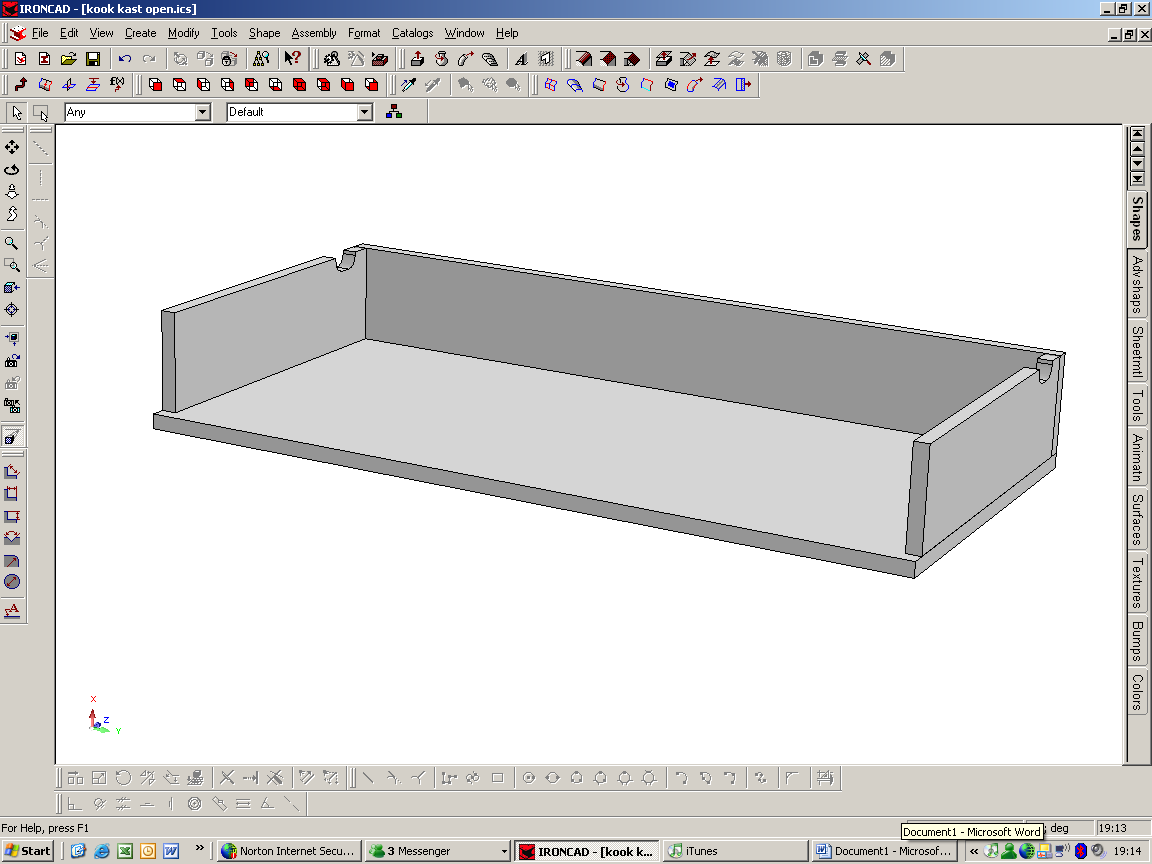 IRONCAD - [kook kast open.ics]
File Edit View Create Modify Tools Shape Assembly Format Catalogs Window Help
Any Default
Shapes
Adv shaps
Sheetmtl
Tools
Animatn
Surfaces
Textures
Bumps
Colors
X
Z
Y
For Help, press F1 deg 19:13
Document1 - Microsoft Word
Start Norton Internet Secu... 3 Messenger IRONCAD - [kook k... iTunes Document1 - Microsof... 19:14